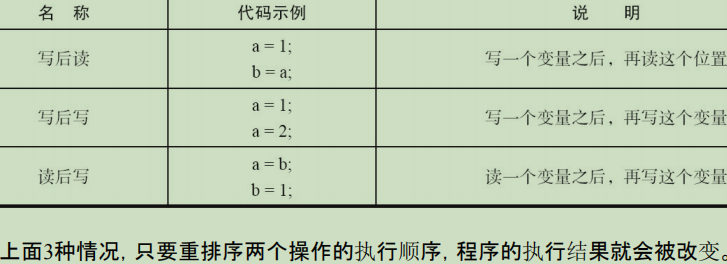 名 称 代码示例 说 明
写后读 a = 1; 写一个变量之后，再读这个位置
b = a;
写后写 a = 1; 写一个变量之后，再写这个变量
a = 2;
读后写 a = b; 读一个变量之后，再写这个变量
b = 1;
上面3种情况，只要重排序两个操作的执行顺序，程序的执行结果就会被改变。